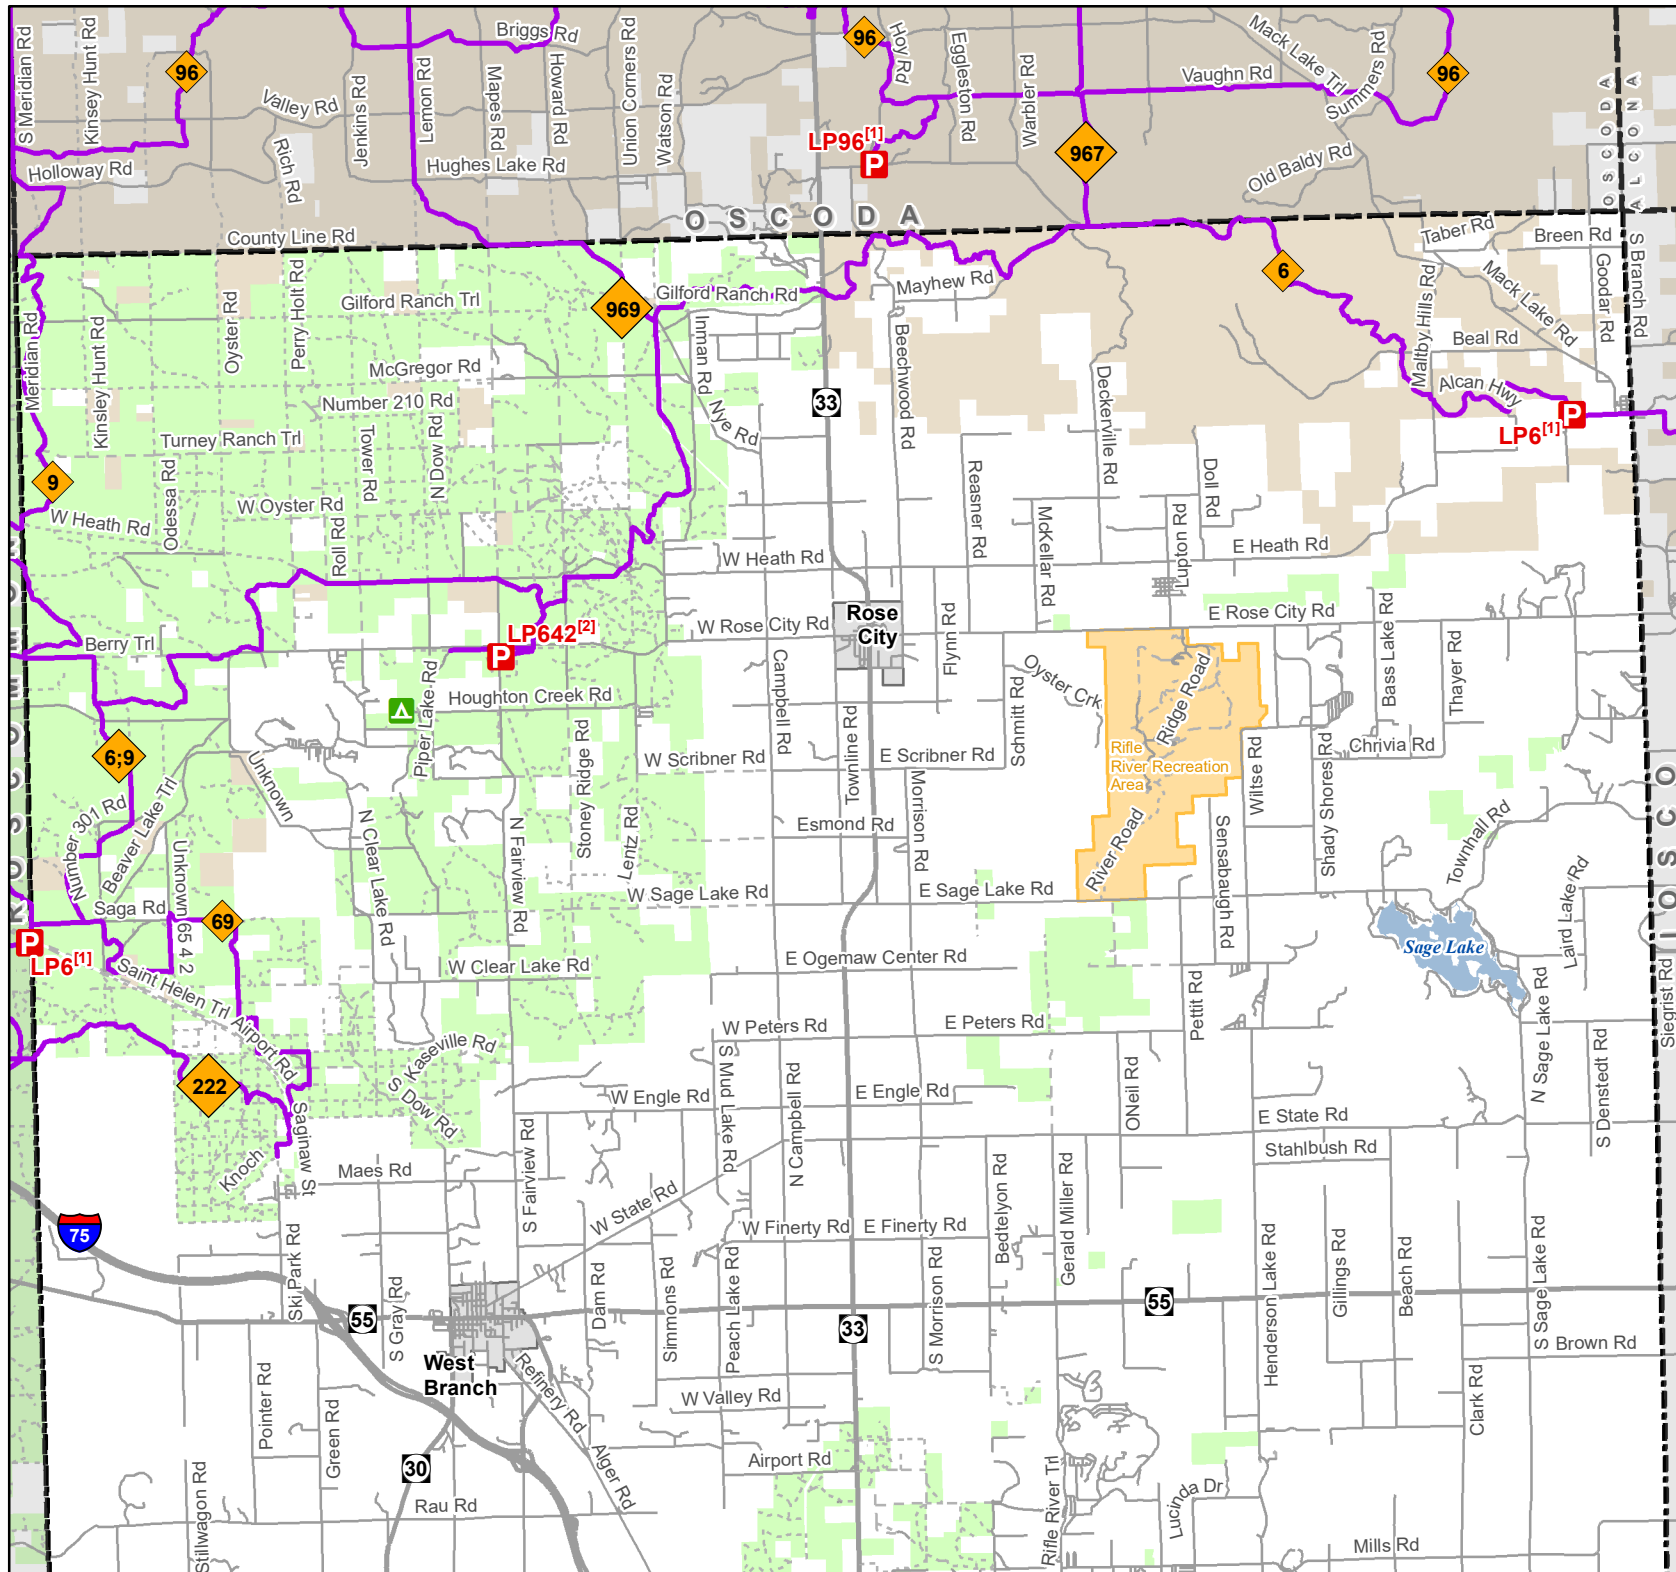 S Meridian Rd
Kinsey Hunt Rd
96
Valley Rd
Rich Rd
Jenkins Rd
Lemon Rd
Mapes Rd
Briggs Rd
Howard Rd
Union Corners Rd
Watson Rd
96
Hoy Rd
Eggleston Rd
Warbler Rd
Vaughn Rd
Mack Lake Trl
Summers Rd
96
OSCODA
ALCONA
Holloway Rd
Hughes Lake Rd
LP96[1]
P
967
Old Baldy Rd
OSCODA
County Line Rd
Taber Rd
Breen Rd
S Branch Rd
Goodar Rd
Mack Lake Rd
Maltby Hills Rd
6
Mayhew Rd
Gilford Ranch Rd
969
Gilford Ranch Trl
Perry Holt Rd
Oyster Rd
Meridian Rd
Kinsley Hunt Rd
McGregor Rd
Number 210 Rd
Inman Rd
Nye Rd
33
Beechwood Rd
Deckerville Rd
Beal Rd
Alcan Hwy
P
LP6[1]
Turney Ranch Trl
Tower Rd
N Dow Rd
Odessa Rd
9
W Heath Rd
W Oyster Rd
Roll Rd
Reasner Rd
McKellar Rd
Doll Rd
Lupton Rd
W Heath Rd
E Heath Rd
Rose
City
W Rose City Rd
E Rose City Rd
Flynn Rd
Bass Lake Rd
Thayer Rd
LP642[2]
P
Berry Trl
Piper Lake Rd
Houghton Creek Rd
Campbell Rd
Townline Rd
Schmitt Rd
Oyster Crk
Ridge Road
Rifle
River Recreation
Area
River Road
Wiltse Rd
Shady Shores Rd
Chrivia Rd
6;9
Unknown
Stoney Ridge Rd
W Scribner Rd
E Scribner Rd
Morrison Rd
Esmond Rd
Number 301 Rd
Beaver Lake Trl
Unknown 65 4 2
N Clear Lake Rd
N Fairview Rd
Lentz Rd
Sensabaugh Rd
Townhall Rd
IOSCO
W Sage Lake Rd
E Sage Lake Rd
Laird Lake Rd
Saga Rd
69
P
LP6[1]
Sage Lake
Saint Helen Trl
Airport Rd
W Clear Lake Rd
E Ogemaw Center Rd
Pettit Rd
N Sage Lake Rd
Siegrist Rd
S Denstedt Rd
W Peters Rd
E Peters Rd
Kaseville Rd
S Dow Rd
222
W Engle Rd
E Engle Rd
S Mud Lake Rd
N Campbell Rd
ONeil Rd
E State Rd
Stahlbush Rd
Saginaw St
Knoch
Maes Rd
S Fairview Rd
W State Rd
W Finerty Rd
E Finerty Rd
Bedtelyon Rd
Gerald Miller Rd
75
Ski Park Rd
55
S Gray Rd
Dam Rd
Simmons Rd
Peach Lake Rd
33
S Morrison Rd
55
Henderson Lake Rd
Gillings Rd
Beach Rd
S Sage Lake Rd
Brown Rd
West
Branch
Refinery Rd
W Valley Rd
Clark Rd
Pointer Rd
Green Rd
30
Alger Rd
Airport Rd
Stillwagon Rd
Rau Rd
Rifle River Trl
Lucinda Dr
Mills Rd